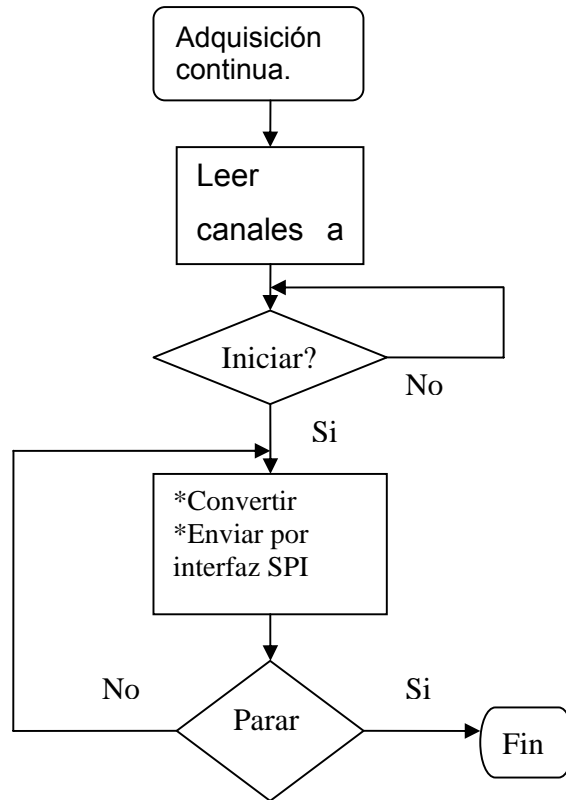 Adquisición
continua.
Leer
canales a
Iniciar?
No
Si
*Convertir
*Enviar por
interfaz SPI
No
Si
Parar
Fin